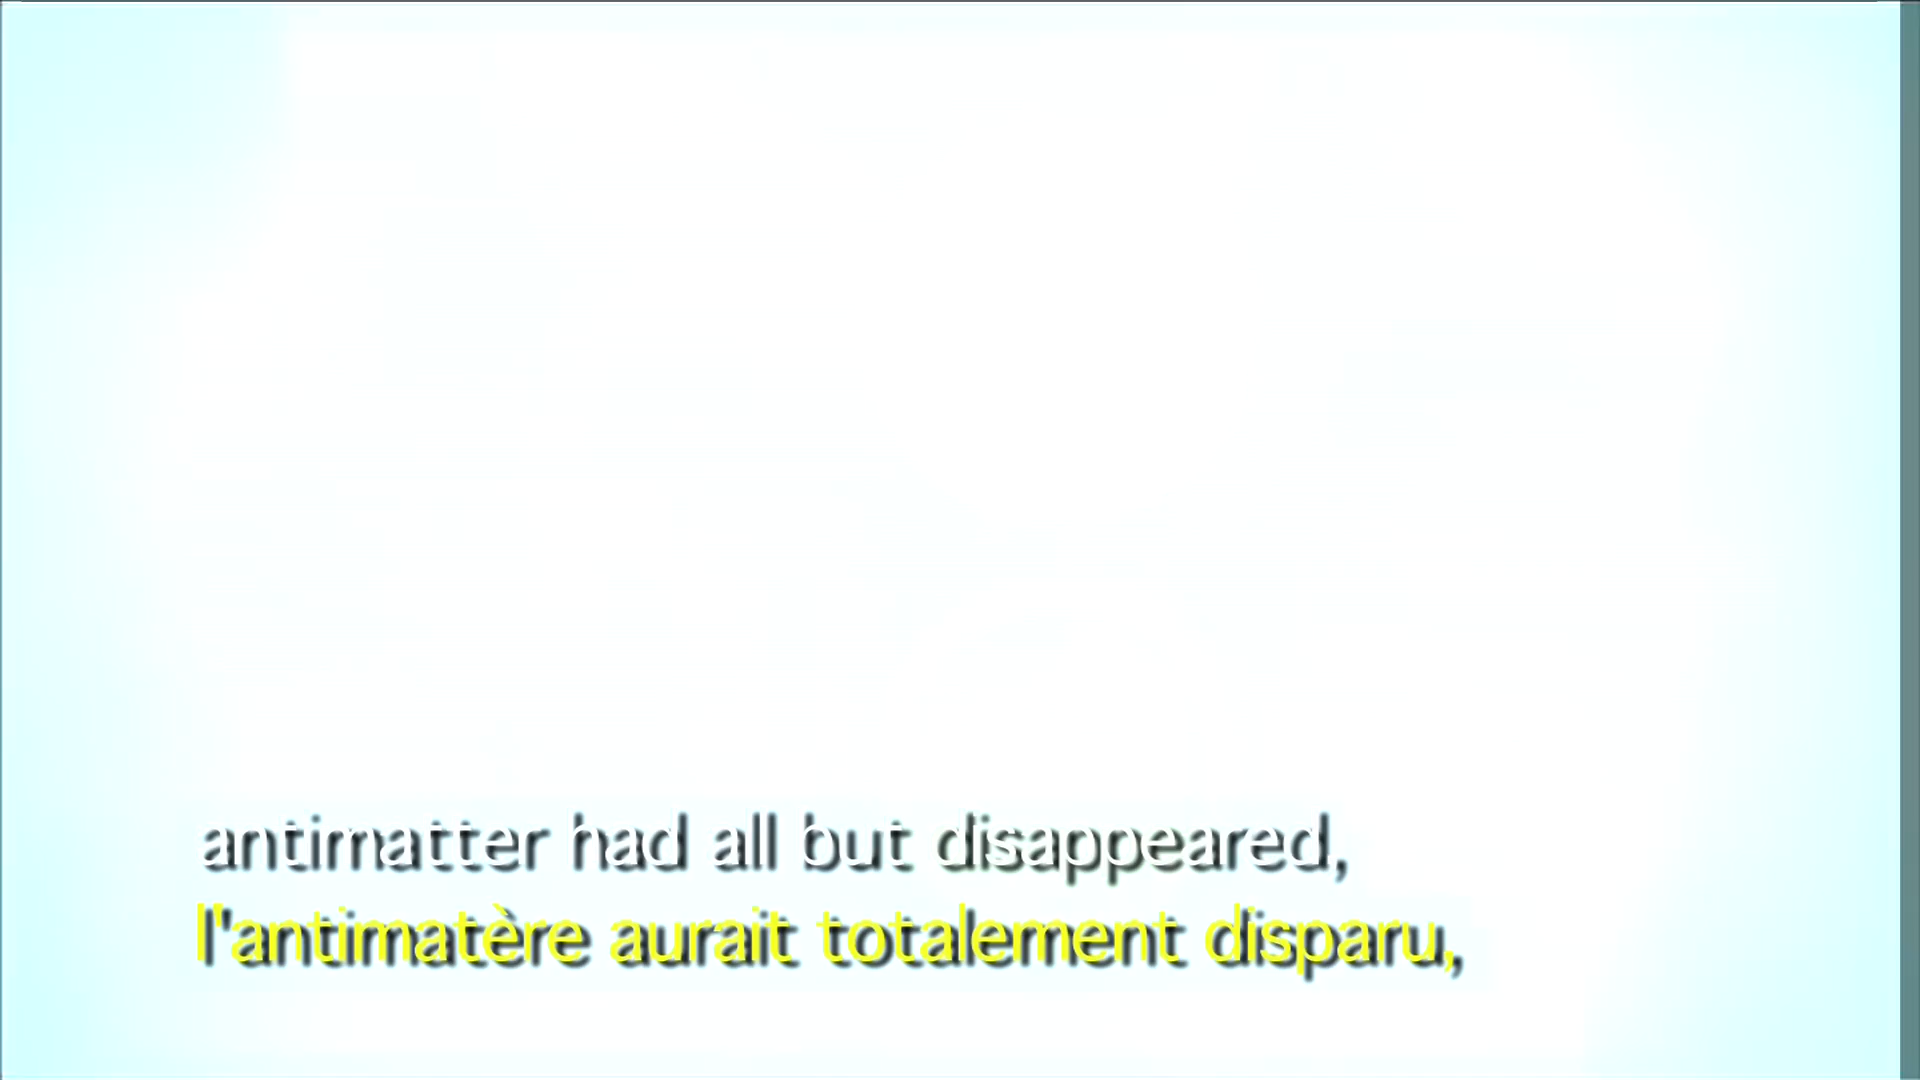 antimatter had all but disappeared,
l'antimatère aurait totalement disparu,